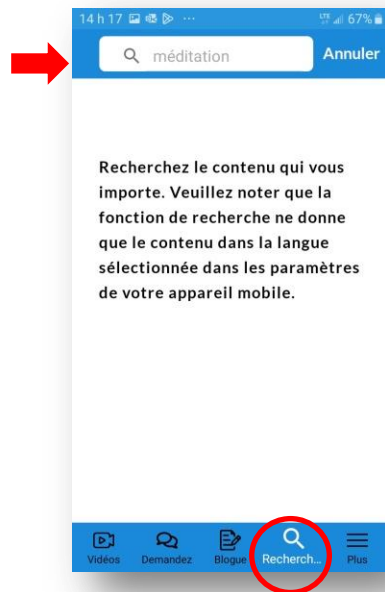 14 h 17 ... LTE 67%
méditation Annuler
Recherchez le contenu qui vous
importe. Veuillez noter que la
fonction de recherche ne donne
que le contenu dans la langue
sélectionnée dans les paramètres
de votre appareil mobile.
Vidéos Demandez Blogue Recherch... Plus